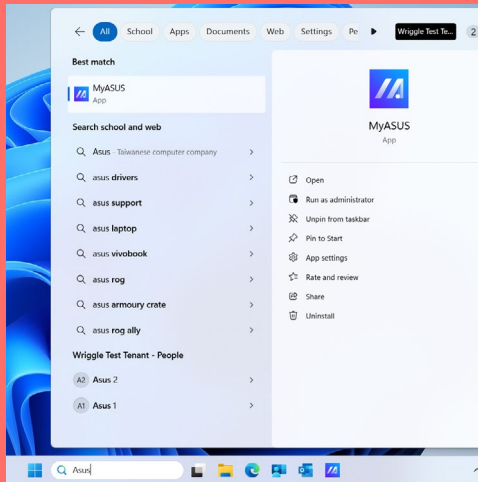 All School Apps Documents Web Settings Pe Wriggle Test Te... 2
Best match
MyASUS
App
Search school and web
Asus - Taiwanese computer company
asus drivers
asus support
asus laptop
asus vivobook
asus rog
asus armoury crate
asus rog ally
Wriggle Test Tenant - People
A2 Asus 2
A1 Asus 1
MyASUS
App
Open
Run as administrator
Unpin from taskbar
Pin to Start
App settings
Rate and review
Share
Uninstall
Asus